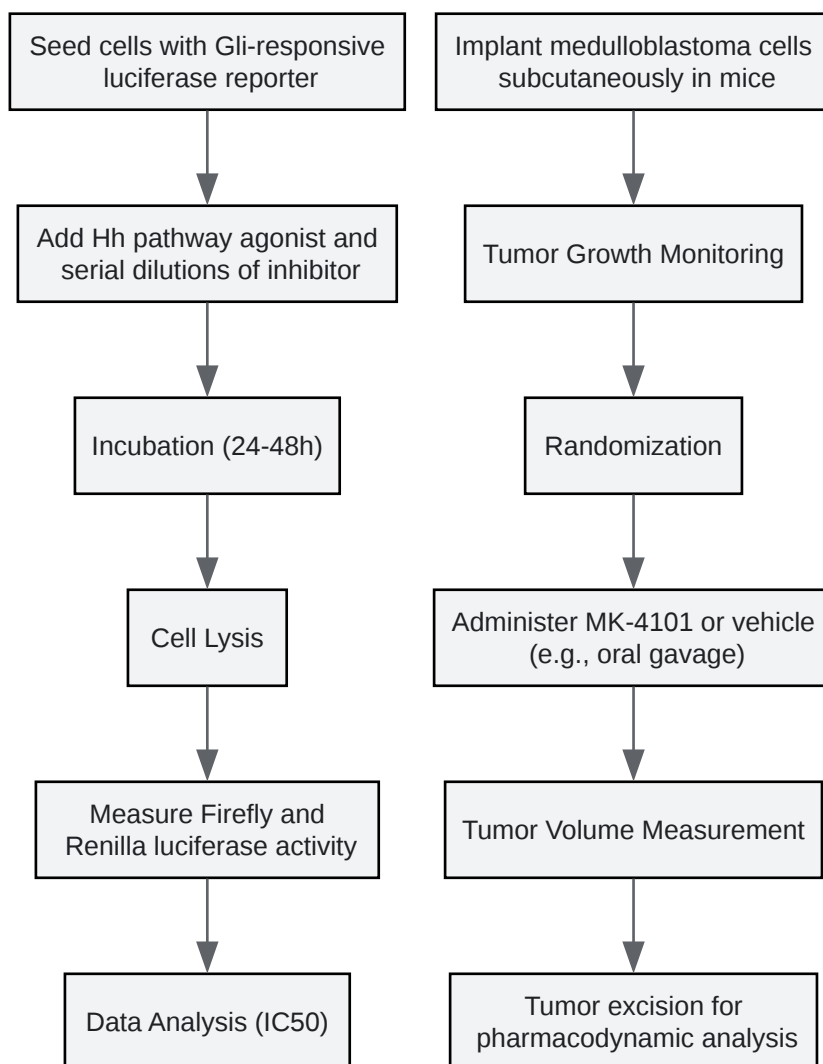 Seed cells with Gli-responsive
luciferase reporter
Add Hh pathway agonist and
serial dilutions of inhibitor
Incubation (24-48h)
Cell Lysis
Measure Firefly and
Renilla luciferase activity
Data Analysis (IC50)
Implant medulloblastoma cells
subcutaneously in mice
Tumor Growth Monitoring
Randomization
Administer MK-4101 or vehicle
(e.g., oral gavage)
Tumor Volume Measurement
Tumor excision for
pharmacodynamic analysis